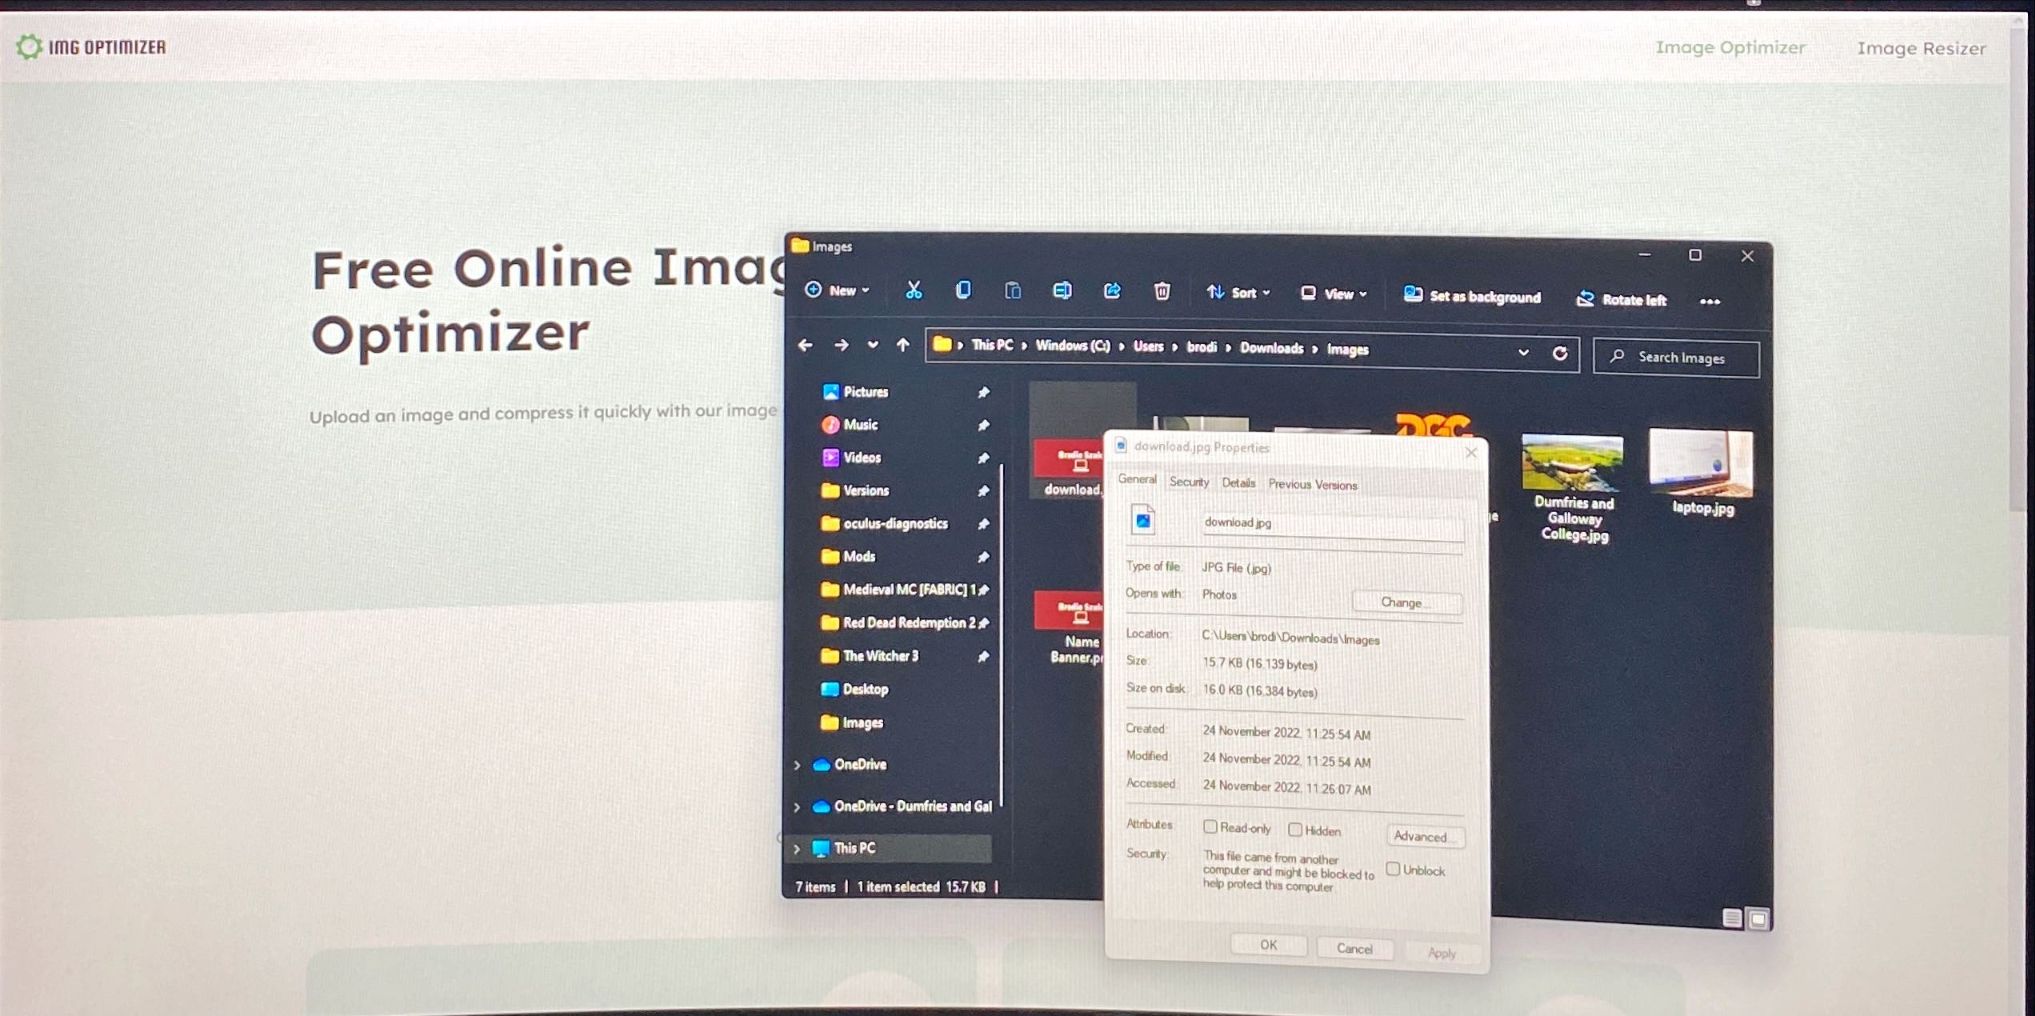 IMG OPTIMIZER
Image Optimizer
Image Resizer
Free Online Imag
Optimizer
Upload an image and compress it quickly with our image
Images
New
Sort
View
Set as background
Rotate left
This PC › Windows (C:) › Users › brodi › Downloads › Images
Search Images
Pictures
Music
Videos
Versions
oculus-diagnostics
Mods
Medieval MC [FABRIC] 1
Red Dead Redemption 2
The Witcher 3
Desktop
Images
OneDrive
OneDrive - Dumfries and Gal
This PC
7 items | 1 item selected 15.7 KB |
download.
Name
Banner.pr
DGC
Dumfries and
Galloway
College.jpg
laptop.jpg
download.jpg Properties
General
Security
Details
Previous Versions
download.jpg
Type of file: JPG File (.jpg)
Opens with: Photos
Change...
Location: C:\Users\brodi\Downloads\Images
Size: 15.7 KB (16,139 bytes)
Size on disk: 16.0 KB (16,384 bytes)
Created: 24 November 2022, 11:25:54 AM
Modified: 24 November 2022, 11:25:54 AM
Accessed: 24 November 2022, 11:26:07 AM
Attributes: Read-only Hidden
Advanced...
Security: This file came from another
computer and might be blocked to
help protect this computer.
Unblock
OK
Cancel
Apply